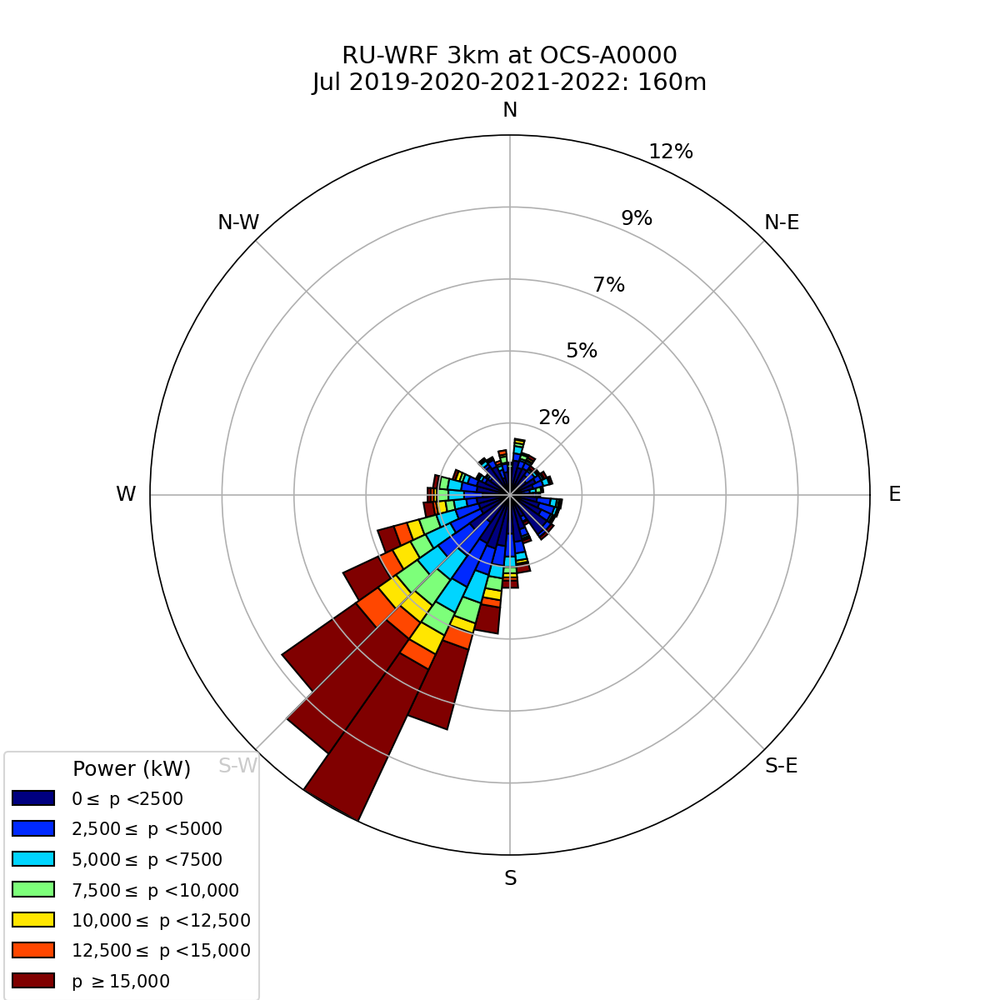 RU-WRF 3km at OCS-A0000
Jul 2019-2020-2021-2022: 160m
N
12%
9%
N-W
N-E
7%
5%
2%
W
E
S-W
S-E
S
Power (kW)
0≤ p <2500
2,500≤ p <5000
5,000≤ p <7500
7,500≤ p <10,000
10,000≤ p <12,500
12,500≤ p <15,000
p ≥15,000